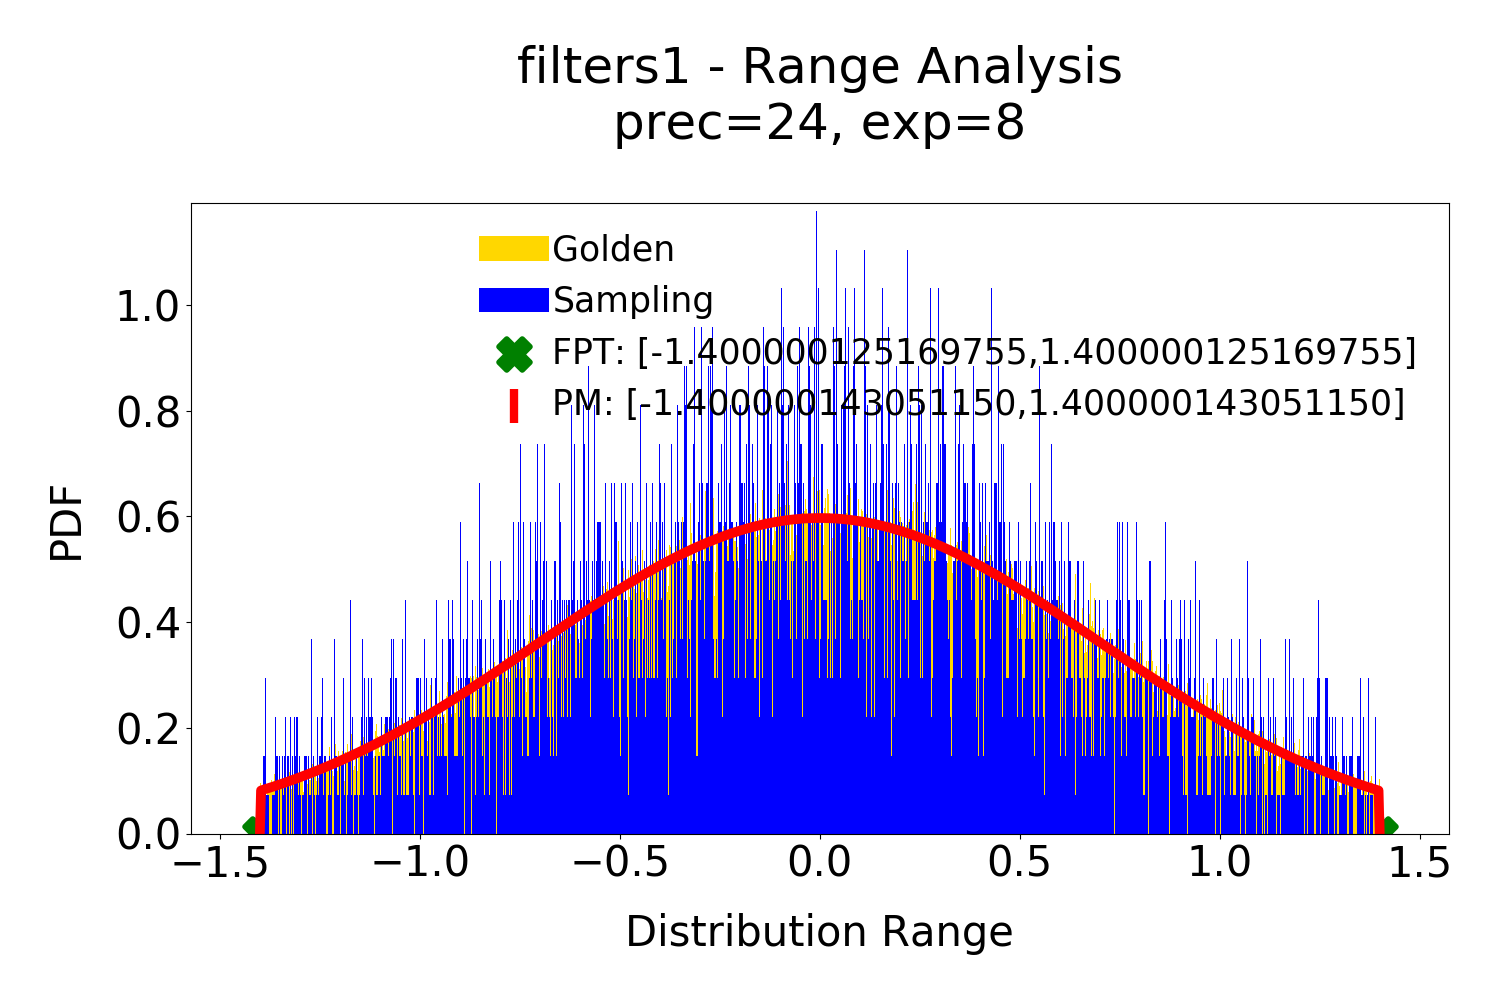 filters1 - Range Analysis
prec=24, exp=8
Golden
Sampling
FPT: [-1.400000125169755,1.400000125169755]
PM: [-1.400000143051150,1.400000143051150]
PDF
1.0
0.8
0.6
0.4
0.2
0.0
−1.5 −1.0 −0.5 0.0 0.5 1.0 1.5
Distribution Range